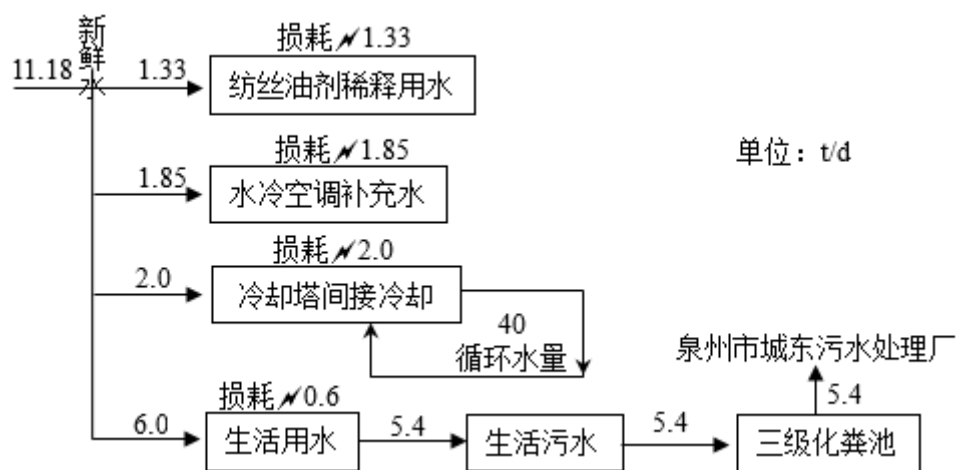 新鲜水
11.18
1.33
损耗 1.33
纺丝油剂稀释用水
单位：t/d
1.85
损耗 1.85
水冷空调补充水
2.0
损耗 2.0
冷却塔间接冷却
40
循环水量
泉州市城东污水处理厂
6.0
损耗 0.6
生活用水
5.4
生活污水
5.4
三级化粪池
5.4